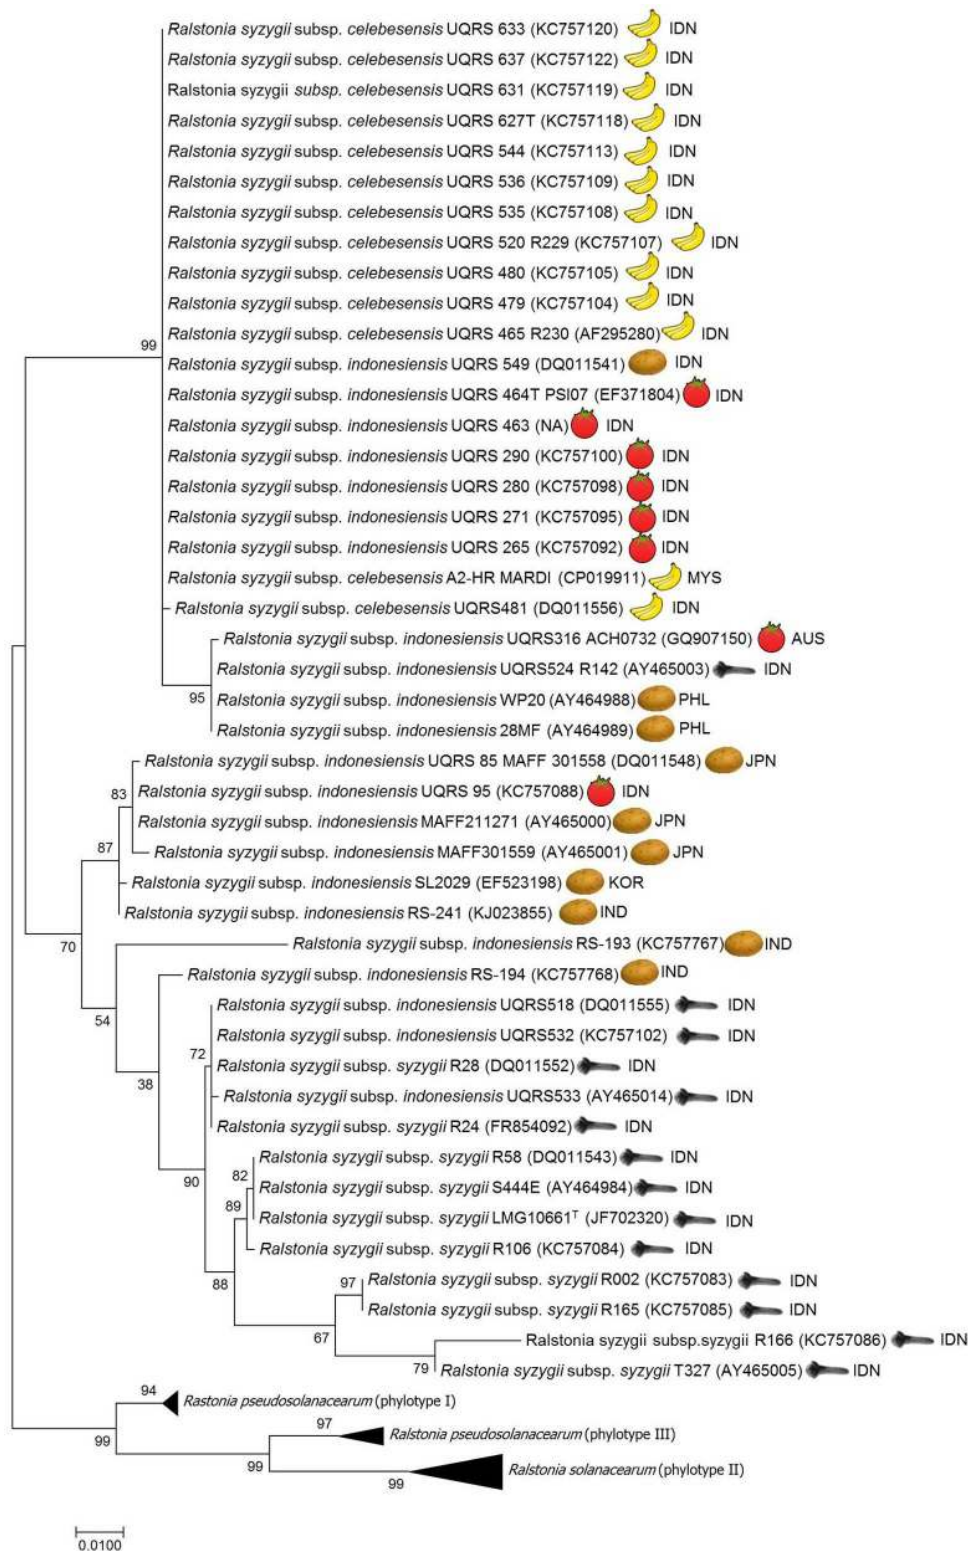 Ralstonia syzygii subsp. celebesensis UQRS 633 (KC757120) IDN
Ralstonia syzygii subsp. celebesensis UQRS 637 (KC757122) IDN
Ralstonia syzygii subsp. celebesensis UQRS 631 (KC757119) IDN
Ralstonia syzygii subsp. celebesensis UQRS 627T (KC757118) IDN
Ralstonia syzygii subsp. celebesensis UQRS 544 (KC757113) IDN
Ralstonia syzygii subsp. celebesensis UQRS 536 (KC757109) IDN
Ralstonia syzygii subsp. celebesensis UQRS 535 (KC757108) IDN
Ralstonia syzygii subsp. celebesensis UQRS 520 R229 (KC757107) IDN
Ralstonia syzygii subsp. celebesensis UQRS 480 (KC757105) IDN
Ralstonia syzygii subsp. celebesensis UQRS 479 (KC757104) IDN
Ralstonia syzygii subsp. celebesensis UQRS 465 R230 (AF295280) IDN
99
Ralstonia syzygii subsp. indonesiensis UQRS 549 (DQ011541) IDN
Ralstonia syzygii subsp. indonesiensis UQRS 464T PSI07 (EF371804) IDN
Ralstonia syzygii subsp. indonesiensis UQRS 463 (NA) IDN
Ralstonia syzygii subsp. indonesiensis UQRS 290 (KC757100) IDN
Ralstonia syzygii subsp. indonesiensis UQRS 280 (KC757098) IDN
Ralstonia syzygii subsp. indonesiensis UQRS 271 (KC757095) IDN
Ralstonia syzygii subsp. indonesiensis UQRS 265 (KC757092) IDN
Ralstonia syzygii subsp. celebesensis A2-HR MARDI (CP019911) MYS
Ralstonia syzygii subsp. celebesensis UQRS481 (DQ011556) IDN
Ralstonia syzygii subsp. indonesiensis UQRS316 ACH0732 (GQ907150) AUS
Ralstonia syzygii subsp. indonesiensis UQRS524 R142 (AY465003) IDN
95
Ralstonia syzygii subsp. indonesiensis WP20 (AY464988) PHL
Ralstonia syzygii subsp. indonesiensis 28MF (AY464989) PHL
Ralstonia syzygii subsp. indonesiensis UQRS 85 MAFF 301558 (DQ011548) JPN
83
Ralstonia syzygii subsp. indonesiensis UQRS 95 (KC757088) IDN
Ralstonia syzygii subsp. indonesiensis MAFF211271 (AY465000) JPN
87
Ralstonia syzygii subsp. indonesiensis MAFF301559 (AY465001) JPN
Ralstonia syzygii subsp. indonesiensis SL2029 (EF523198) KOR
Ralstonia syzygii subsp. indonesiensis RS-241 (KJ023855) IND
70
Ralstonia syzygii subsp. indonesiensis RS-193 (KC757767) IND
Ralstonia syzygii subsp. indonesiensis RS-194 (KC757768) IND
54
Ralstonia syzygii subsp. indonesiensis UQRS518 (DQ011555) IDN
Ralstonia syzygii subsp. indonesiensis UQRS532 (KC757102) IDN
72
Ralstonia syzygii subsp. syzygii R28 (DQ011552) IDN
38
Ralstonia syzygii subsp. indonesiensis UQRS533 (AY465014) IDN
Ralstonia syzygii subsp. syzygii R24 (FR854092) IDN
Ralstonia syzygii subsp. syzygii R58 (DQ011543) IDN
90
82
Ralstonia syzygii subsp. syzygii S444E (AY464984) IDN
89
Ralstonia syzygii subsp. syzygii LMG10661T (JF702320) IDN
Ralstonia syzygii subsp. syzygii R106 (KC757084) IDN
88
97
Ralstonia syzygii subsp. syzygii R002 (KC757083) IDN
Ralstonia syzygii subsp. syzygii R165 (KC757085) IDN
67
Ralstonia syzygii subsp.syzygii R166 (KC757086) IDN
79
Ralstonia syzygii subsp. syzygii T327 (AY465005) IDN
94
Rastonia pseudosolanacearum (phylotype I)
99
97
Ralstonia pseudosolanacearum (phylotype III)
99
Ralstonia solanacearum (phylotype II)
99
0.0100